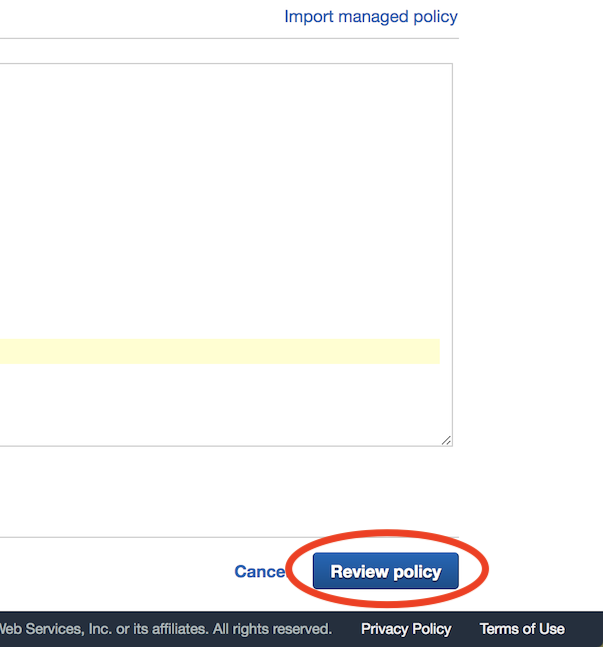 Import managed policy
Cance Review policy
Web Services, Inc. or its affiliates. All rights reserved. Privacy Policy Terms of Use